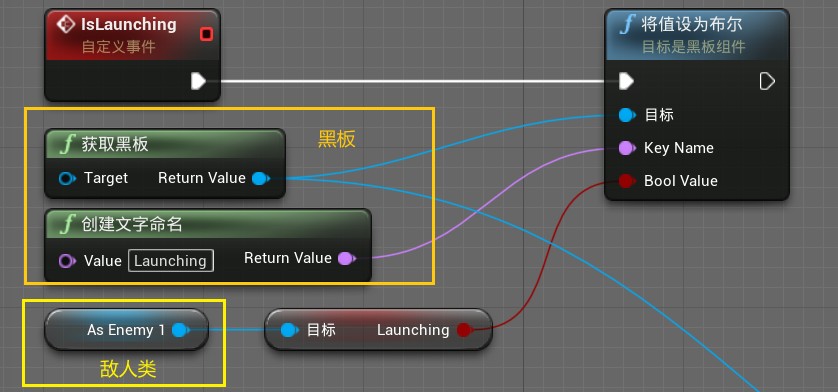 IsLaunching
自定义事件
将值设为布尔
目标是黑板组件
目标
Key Name
Bool Value
黑板
获取黑板
Target Return Value
创建文字命名
Value Launching Return Value
As Enemy 1
目标 Launching
敌人类